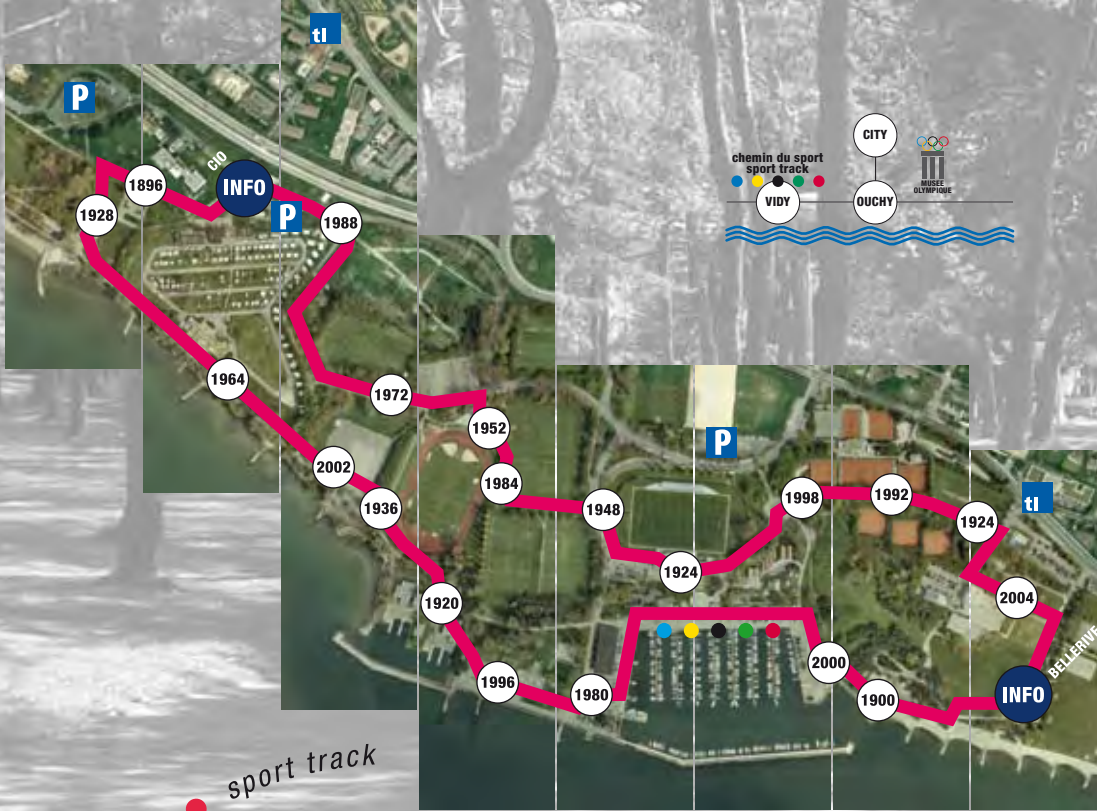 tl
P
CITY
chemin du sport
sport track
MUSÉE
OLYMPIQUE
VIDY
OUCHY
CIO
INFO
1896
P
1928
1988
1964
1972
1952
P
2002
1984
1998
1992
1936
1948
1924
tl
1924
2004
1920
BELLERIVE
2000
1996
1980
1900
INFO
sport track